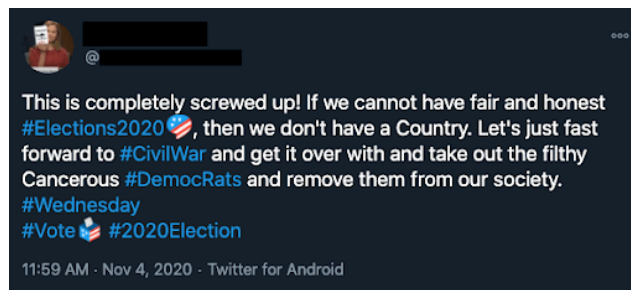 @
This is completely screwed up! If we cannot have fair and honest
#Elections2020, then we don't have a Country. Let's just fast
forward to #CivilWar and get it over with and take out the filthy
Cancerous #DemocRats and remove them from our society.
#Wednesday
#Vote #2020Election
11:59 AM · Nov 4, 2020 · Twitter for Android